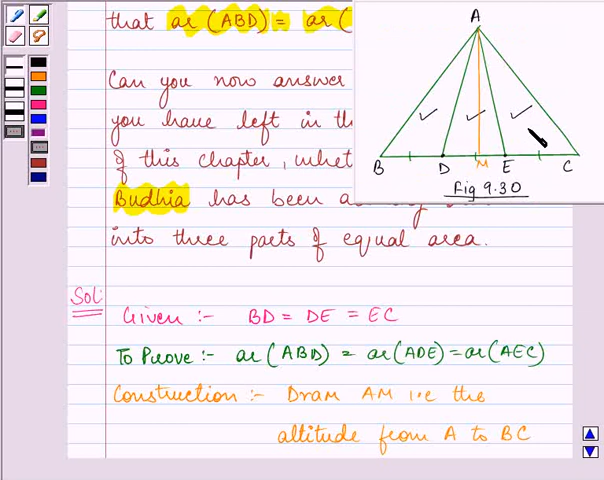 that ar (ABD) = ar (
Can you now answer
you have left in th
of this chapter, whet
Budhia has been
into three parts of equal area.
A
B D M E C
Fig 9.30
Sol:
Given :- BD = DE = EC
To Prove :- ar (ABD) = ar (ADE) = ar (AEC)
Construction :- Draw AM i.e the
altitude from A to BC